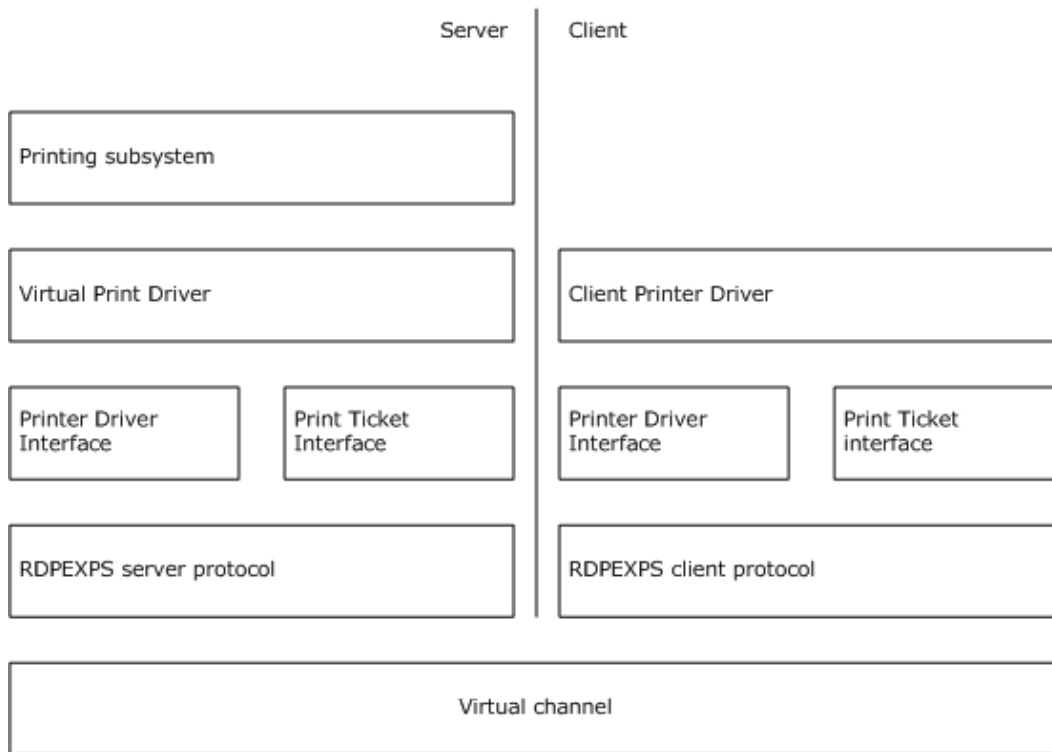 Server
Client
Printing subsystem
Virtual Print Driver
Client Printer Driver
Printer Driver
Interface
Print Ticket
Interface
Printer Driver
Interface
Print Ticket
interface
RDPEXPS server protocol
RDPEXPS client protocol
Virtual channel